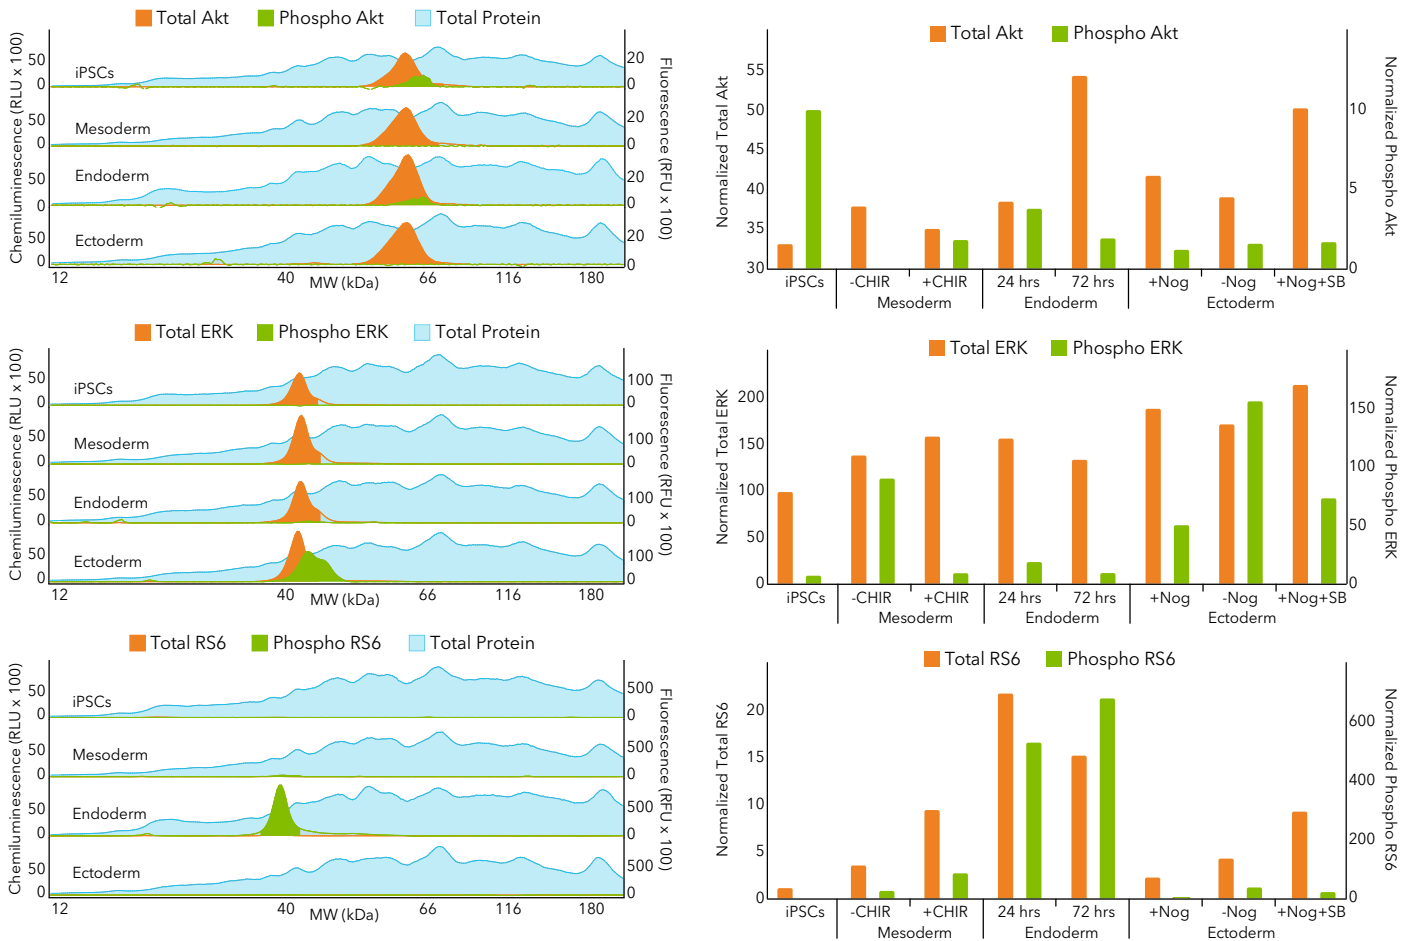 Total Akt Phospho Akt Total Protein
Chemiluminescence (RLU x 100)
Fluorescence (RFU x 100)
50
0
iPSCs
20
0
50
0
Mesoderm
20
0
50
0
Endoderm
20
0
50
0
Ectoderm
20
0
12 40 66 116 180
MW (kDa)
Total Akt Phospho Akt
Normalized Total Akt
Normalized Phospho Akt
55
50
45
40
35
30
10
5
0
iPSCs -CHIR +CHIR 24 hrs 72 hrs +Nog -Nog +Nog+SB
Mesoderm Endoderm Ectoderm
Total ERK Phospho ERK Total Protein
Chemiluminescence (RLU x 100)
Fluorescence (RFU x 100)
50
0
iPSCs
100
0
50
0
Mesoderm
100
0
50
0
Endoderm
100
0
50
0
Ectoderm
100
0
12 40 66 116 180
MW (kDa)
Total ERK Phospho ERK
Normalized Total ERK
Normalized Phospho ERK
200
150
100
50
0
150
100
50
0
iPSCs -CHIR +CHIR 24 hrs 72 hrs +Nog -Nog +Nog+SB
Mesoderm Endoderm Ectoderm
Total RS6 Phospho RS6 Total Protein
Chemiluminescence (RLU x 100)
Fluorescence (RFU x 100)
50
0
iPSCs
500
0
50
0
Mesoderm
500
0
50
0
Endoderm
500
0
50
0
Ectoderm
500
0
12 40 66 116 180
MW (kDa)
Total RS6 Phospho RS6
Normalized Total RS6
Normalized Phospho RS6
20
15
10
5
0
600
400
200
0
iPSCs -CHIR +CHIR 24 hrs 72 hrs +Nog -Nog +Nog+SB
Mesoderm Endoderm Ectoderm